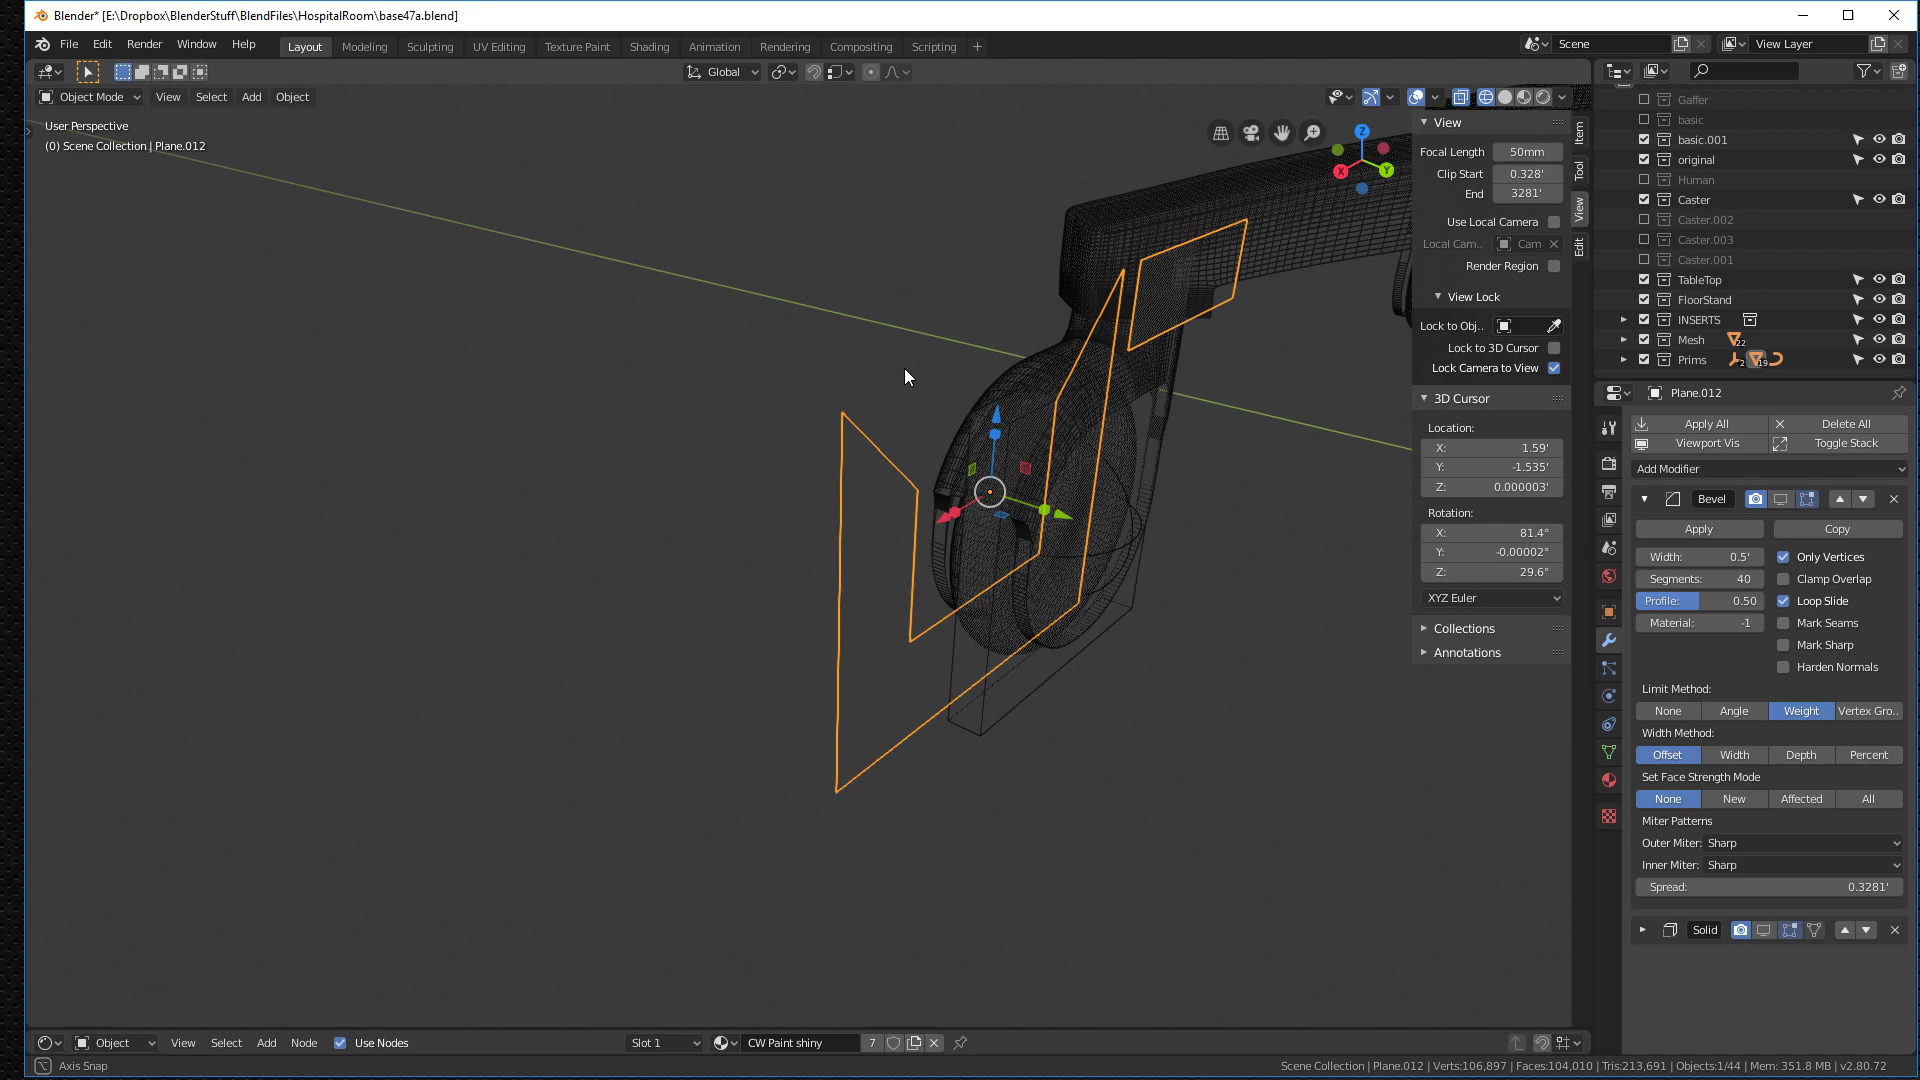 Blender* [E:\Dropbox\BlenderStuff\BlendFiles\HospitalRoom\base47a.blend]
File Edit Render Window Help Layout Modeling Sculpting UV Editing Texture Paint Shading Animation Rendering Compositing Scripting + Scene View Layer
Global
Object Mode View Select Add Object
User Perspective
(0) Scene Collection | Plane.012
Z
X
Y
View
Focal Length 50mm
Clip Start 0.328'
End 3281'
Use Local Camera
Local Cam.. Cam
Render Region
View Lock
Lock to Obj..
Lock to 3D Cursor
Lock Camera to View
3D Cursor
Location:
X: 1.59'
Y: -1.535'
Z: 0.000003'
Rotation:
X: 81.4°
Y: -0.00002°
Z: 29.6°
XYZ Euler
Collections
Annotations
Item
Tool
View
Edit
Gaffer
basic
basic.001
original
Human
Caster
Caster.002
Caster.003
Caster.001
TableTop
FloorStand
INSERTS
Mesh 22
Prims 2 19
Plane.012
Apply All Delete All
Viewport Vis Toggle Stack
Add Modifier
Bevel
Apply Copy
Width: 0.5' Only Vertices
Segments: 40 Clamp Overlap
Profile: 0.50 Loop Slide
Material: -1 Mark Seams
Mark Sharp
Harden Normals
Limit Method:
None Angle Weight Vertex Gro..
Width Method:
Offset Width Depth Percent
Set Face Strength Mode
None New Affected All
Miter Patterns
Outer Miter: Sharp
Inner Miter: Sharp
Spread: 0.3281'
Solid
Object View Select Add Node Use Nodes Slot 1 CW Paint shiny 7
Axis Snap
Scene Collection | Plane.012 | Verts:106,897 | Faces:104,010 | Tris:213,691 | Objects:1/44 | Mem: 351.8 MB | v2.80.72